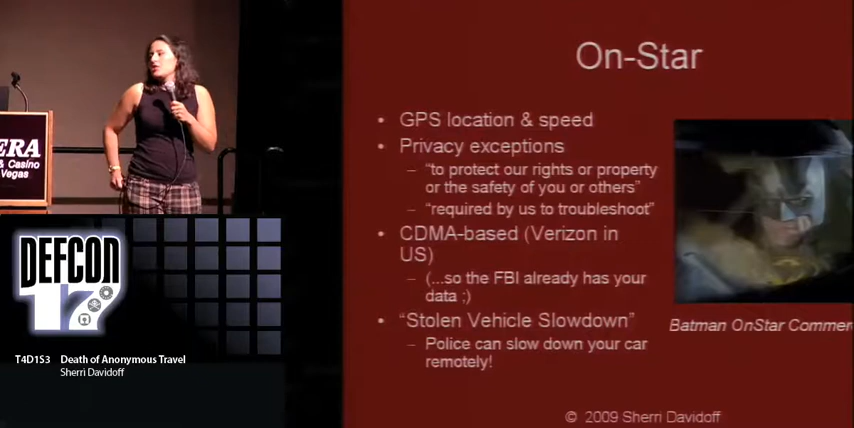 ERA
& Casino
Vegas
DEFCON
17
T4D1S3 Death of Anonymous Travel
Sherri Davidoff
On-Star
• GPS location & speed
• Privacy exceptions
– “to protect our rights or property
or the safety of you or others”
– “required by us to troubleshoot”
• CDMA-based (Verizon in
US)
– (...so the FBI already has your
data ;)
• “Stolen Vehicle Slowdown”
– Police can slow down your car
remotely!
Batman OnStar Commer
© 2009 Sherri Davidoff